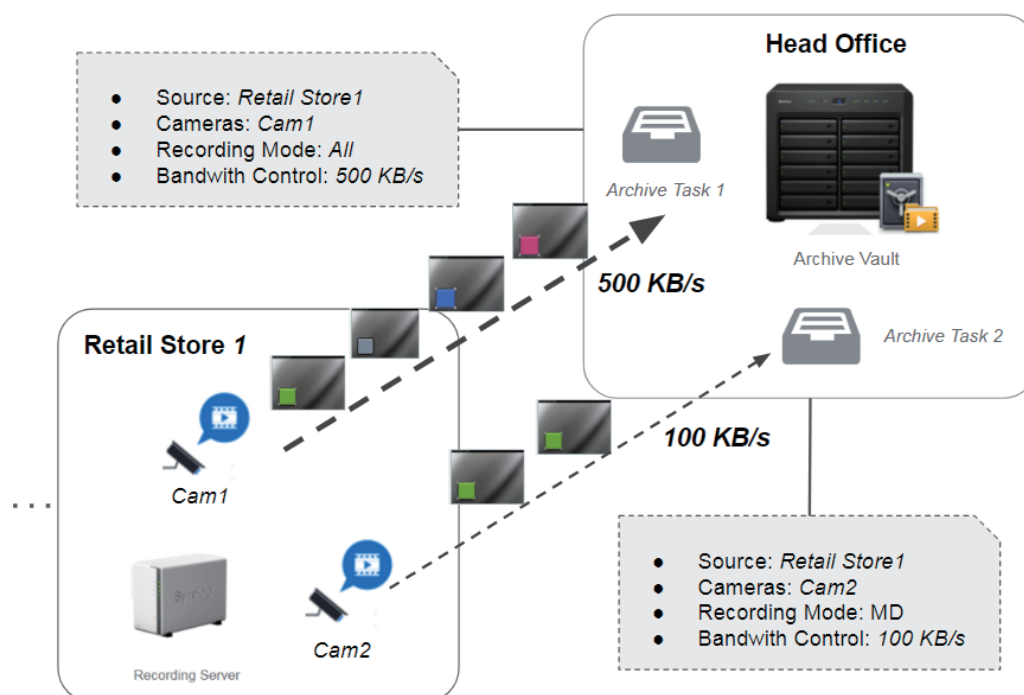 Head Office
● Source: Retail Store1
● Cameras: Cam1
● Recording Mode: All
● Bandwith Control: 500 KB/s
Archive Task 1
Archive Vault
500 KB/s
Retail Store 1
Archive Task 2
100 KB/s
Cam1
...
● Source: Retail Store1
● Cameras: Cam2
● Recording Mode: MD
● Bandwith Control: 100 KB/s
Synology
Cam2
Recording Server